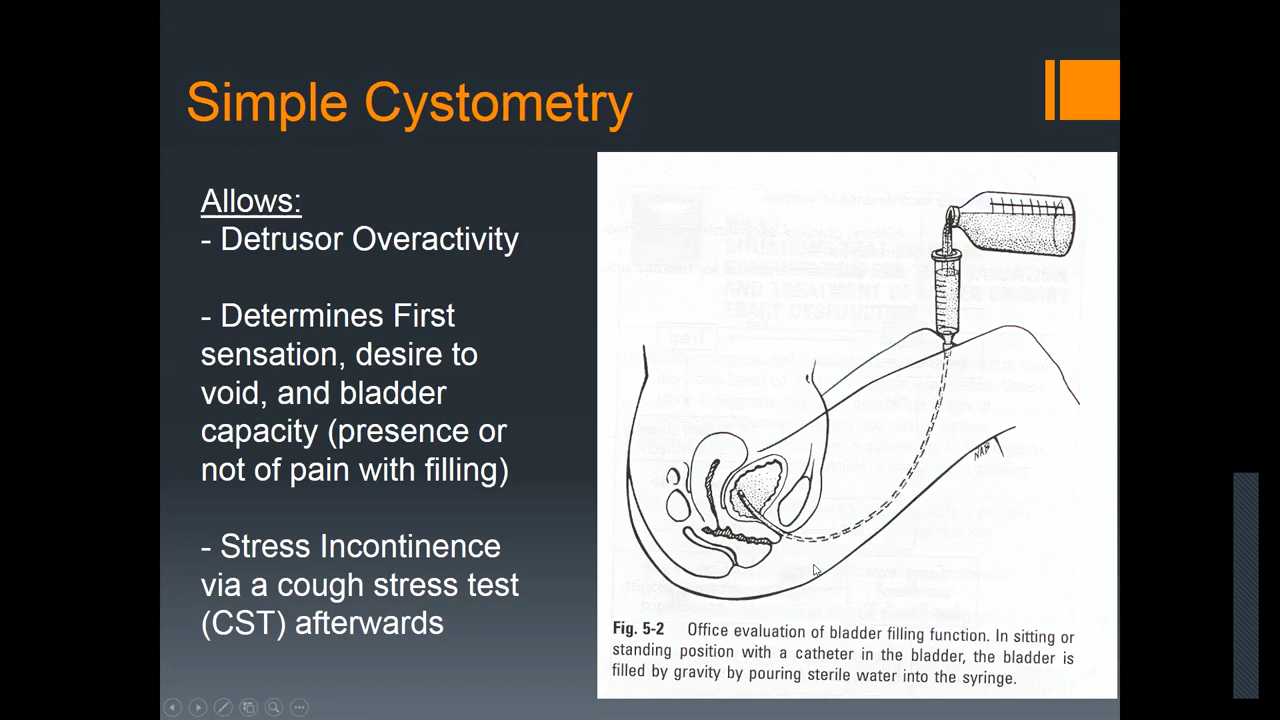 Simple Cystometry
Allows:
- Detrusor Overactivity
- Determines First
sensation, desire to
void, and bladder
capacity (presence or
not of pain with filling)
- Stress Incontinence
via a cough stress test
(CST) afterwards
NAB
Fig. 5-2 Office evaluation of bladder filling function. In sitting or
standing position with a catheter in the bladder, the bladder is
filled by gravity by pouring sterile water into the syringe.